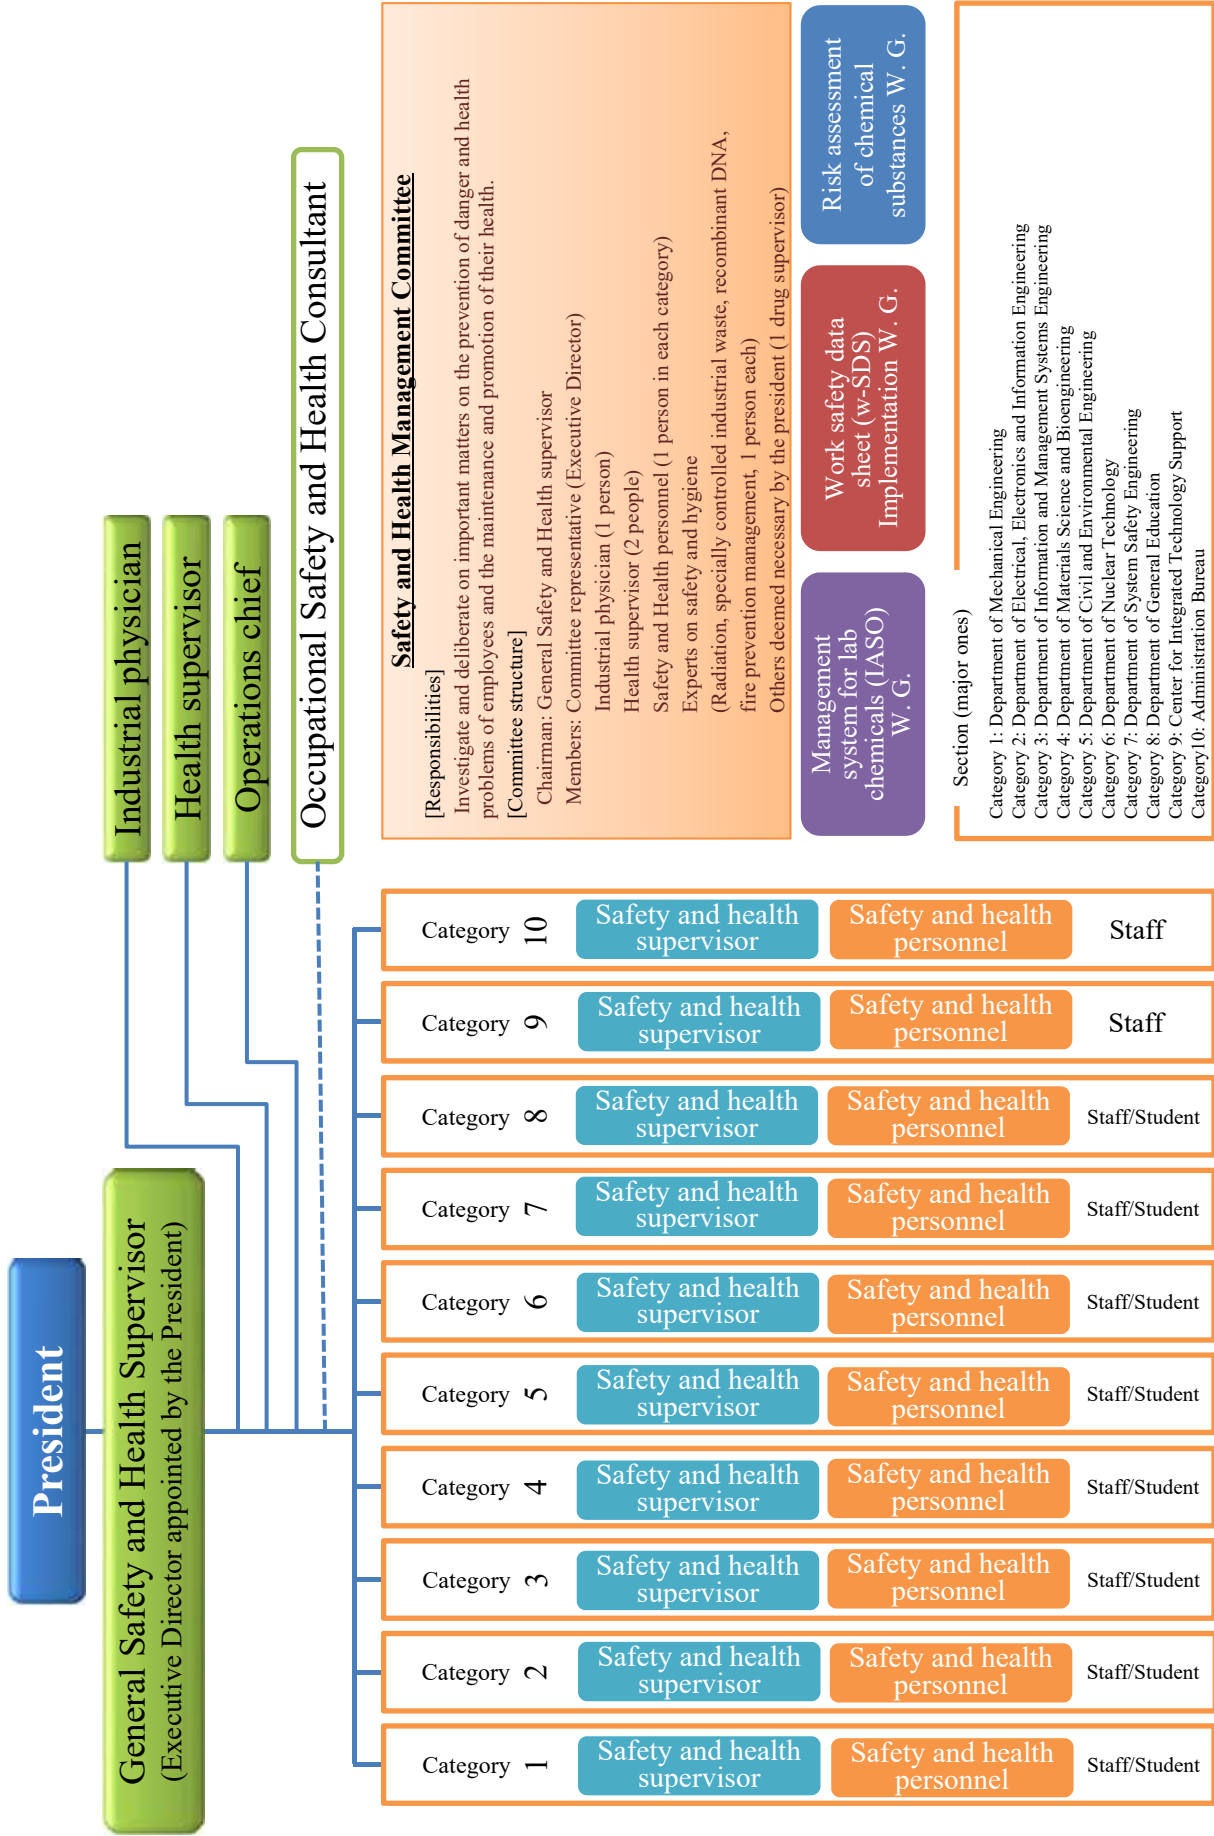 President
General Safety and Health Supervisor
(Executive Director appointed by the President)
Industrial physician
Health supervisor
Operations chief
Occupational Safety and Health Consultant
Category
1
Safety and health
supervisor
Safety and health
personnel
Staff/Student
Category
2
Safety and health
supervisor
Safety and health
personnel
Staff/Student
Category
3
Safety and health
supervisor
Safety and health
personnel
Staff/Student
Category
4
Safety and health
supervisor
Safety and health
personnel
Staff/Student
Category
5
Safety and health
supervisor
Safety and health
personnel
Staff/Student
Category
6
Safety and health
supervisor
Safety and health
personnel
Staff/Student
Category
7
Safety and health
supervisor
Safety and health
personnel
Staff/Student
Category
8
Safety and health
supervisor
Safety and health
personnel
Staff/Student
Category
9
Safety and health
supervisor
Safety and health
personnel
Staff
Category
10
Safety and health
supervisor
Safety and health
personnel
Staff
Safety and Health Management Committee
[Responsibilities]
Investigate and deliberate on important matters on the prevention of danger and health
problems of employees and the maintenance and promotion of their health.
[Committee structure]
Chairman: General Safety and Health supervisor
Members: Committee representative (Executive Director)
Industrial physician (1 person)
Health supervisor (2 people)
Safety and Health personnel (1 person in each category)
Experts on safety and hygiene
(Radiation, specially controlled industrial waste, recombinant DNA,
fire prevention management, 1 person each)
Others deemed necessary by the president (1 drug supervisor)
Management
system for lab
chemicals (IASO)
W. G.
Work safety data
sheet (w-SDS)
Implementation W. G.
Risk assessment
of chemical
substances W. G.
Section (major ones)
Category 1: Department of Mechanical Engineering
Category 2: Department of Electrical, Electronics and Information Engineering
Category 3: Department of Information and Management Systems Engineering
Category 4: Department of Materials Science and Bioengineering
Category 5: Department of Civil and Environmental Engineering
Category 6: Department of Nuclear Technology
Category 7: Department of System Safety Engineering
Category 8: Department of General Education
Category 9: Center for Integrated Technology Support
Category10: Administration Bureau